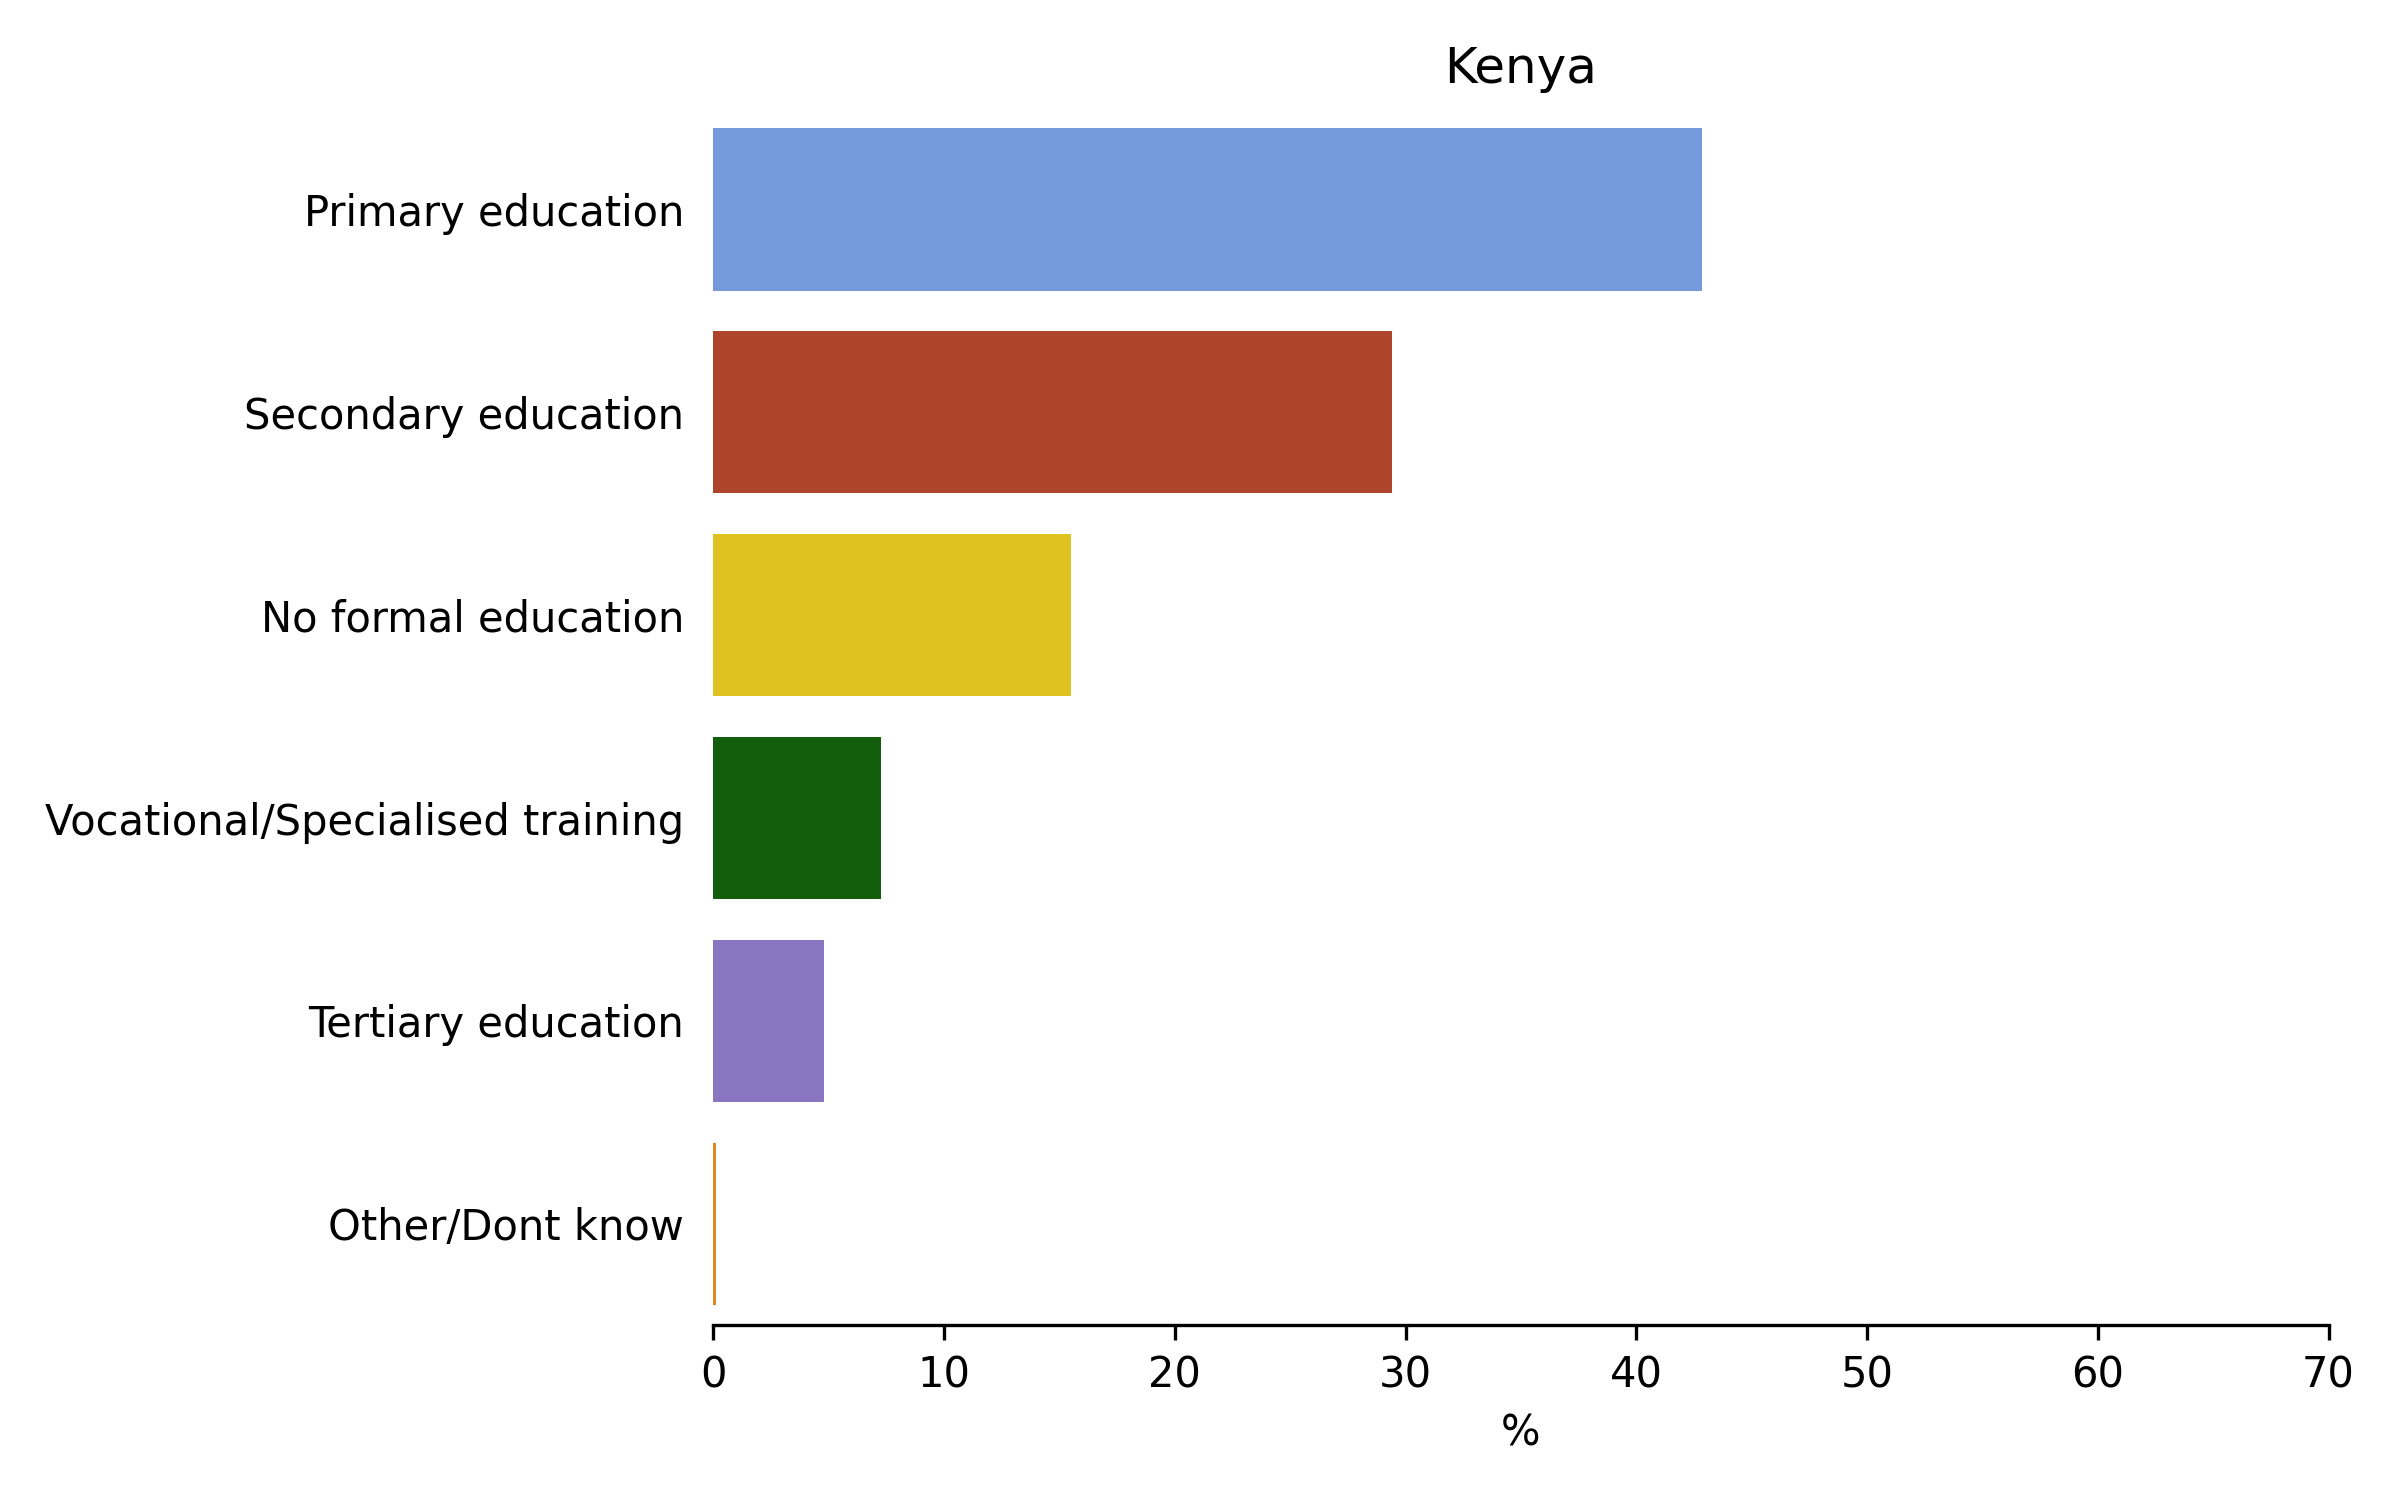 Kenya
Primary education
Secondary education
No formal education
Vocational/Specialised training
Tertiary education
Other/Dont know
0 10 20 30 40 50 60 70
%